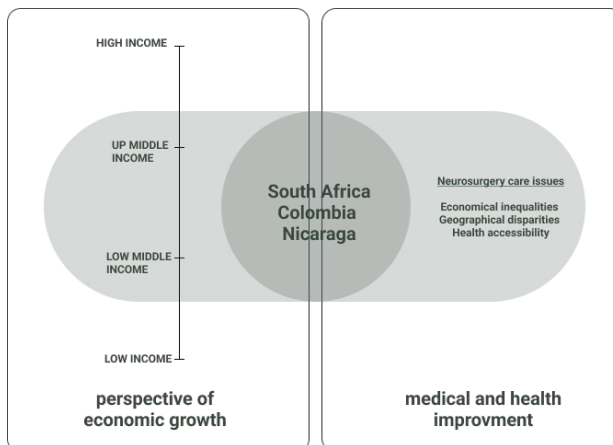 HIGH INCOME
UP MIDDLE
INCOME
LOW MIDDLE
INCOME
LOW INCOME
perspective of
economic growth
South Africa
Colombia
Nicaraga
Neurosurgery care issues
Economical inequalities
Geographical disparities
Health accessibility
medical and health
improvment